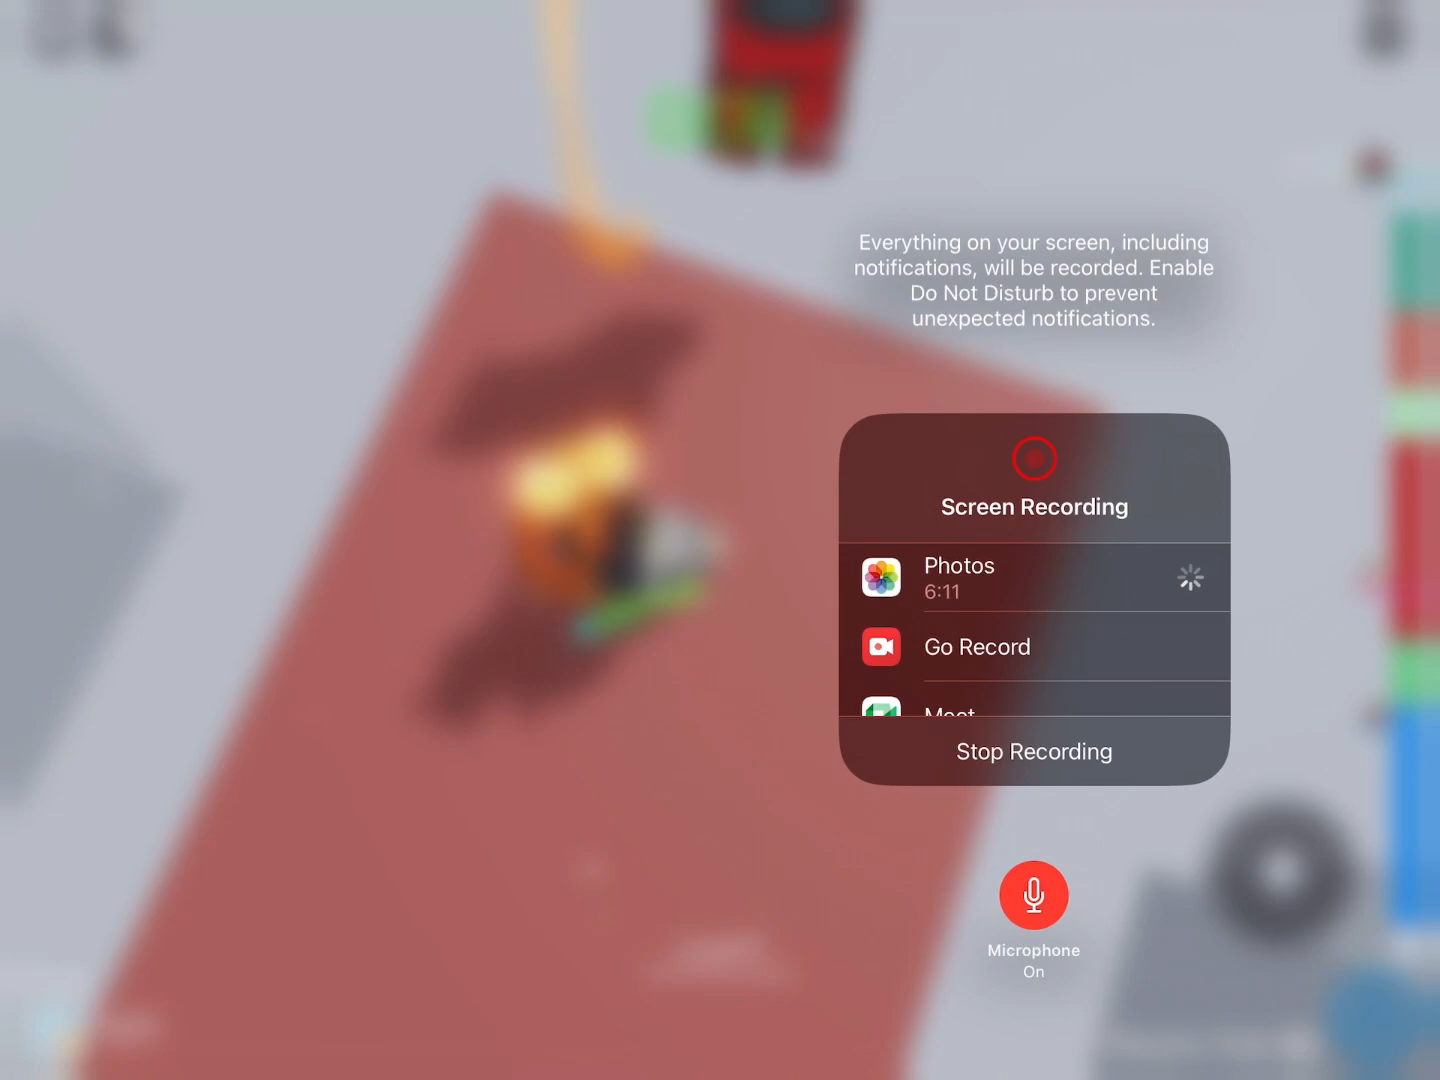 Everything on your screen, including
notifications, will be recorded. Enable
Do Not Disturb to prevent
unexpected notifications.
Screen Recording
Photos
6:11
Go Record
Meet
Stop Recording
Microphone
On